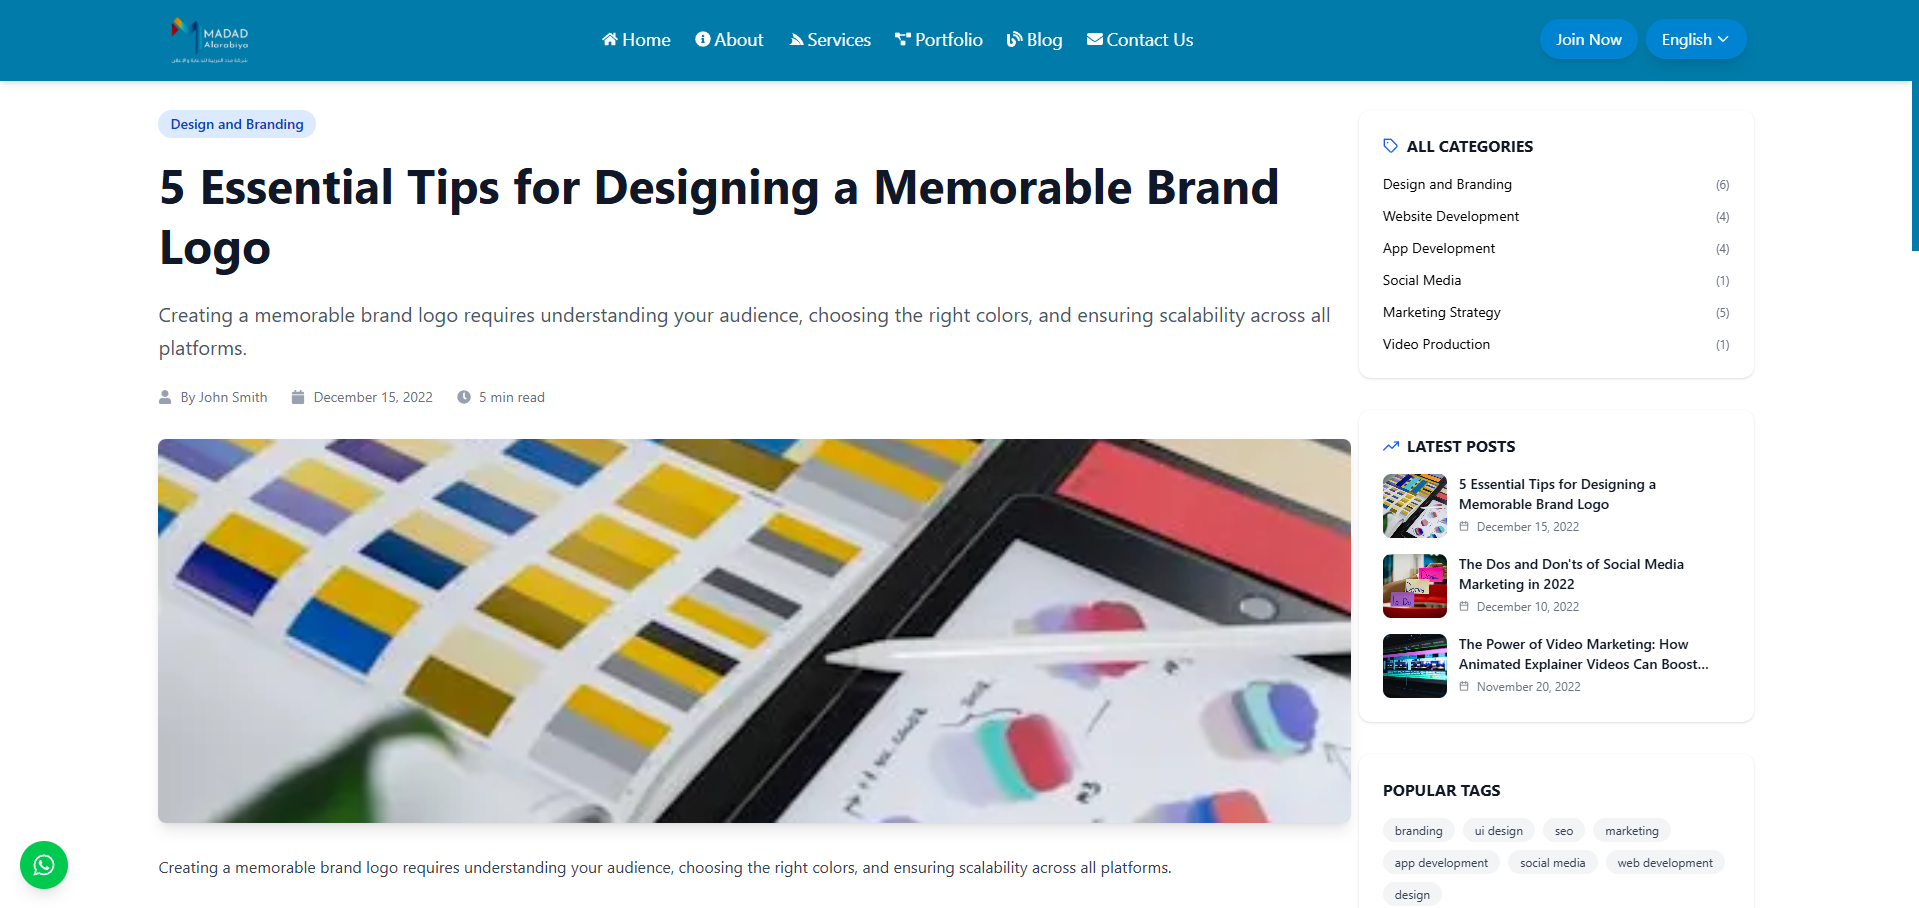 MADAD
Alarabiya
شركة مدد العربية للدعاية والإعلان
Home
About
Services
Portfolio
Blog
Contact Us
Join Now
English
Design and Branding
5 Essential Tips for Designing a Memorable Brand
Logo
Creating a memorable brand logo requires understanding your audience, choosing the right colors, and ensuring scalability across all
platforms.
By John Smith
December 15, 2022
5 min read
Creating a memorable brand logo requires understanding your audience, choosing the right colors, and ensuring scalability across all platforms.
ALL CATEGORIES
Design and Branding (6)
Website Development (4)
App Development (4)
Social Media (1)
Marketing Strategy (5)
Video Production (1)
LATEST POSTS
5 Essential Tips for Designing a
Memorable Brand Logo
December 15, 2022
The Dos and Don'ts of Social Media
Marketing in 2022
December 10, 2022
The Power of Video Marketing: How
Animated Explainer Videos Can Boost...
November 20, 2022
POPULAR TAGS
branding
ui design
seo
marketing
app development
social media
web development
design